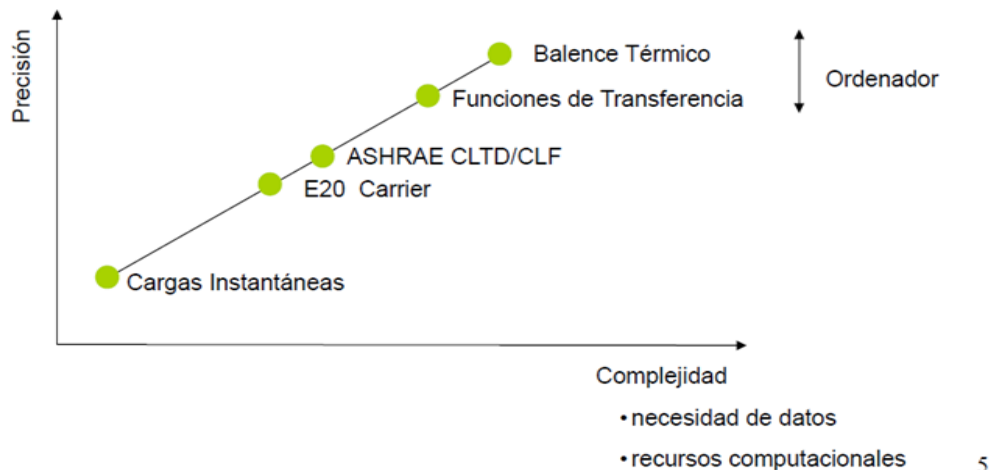 Precisión
Balence Térmico
Ordenador
Funciones de Transferencia
ASHRAE CLTD/CLF
E20 Carrier
Cargas Instantáneas
Complejidad
•necesidad de datos
•recursos computacionales
5